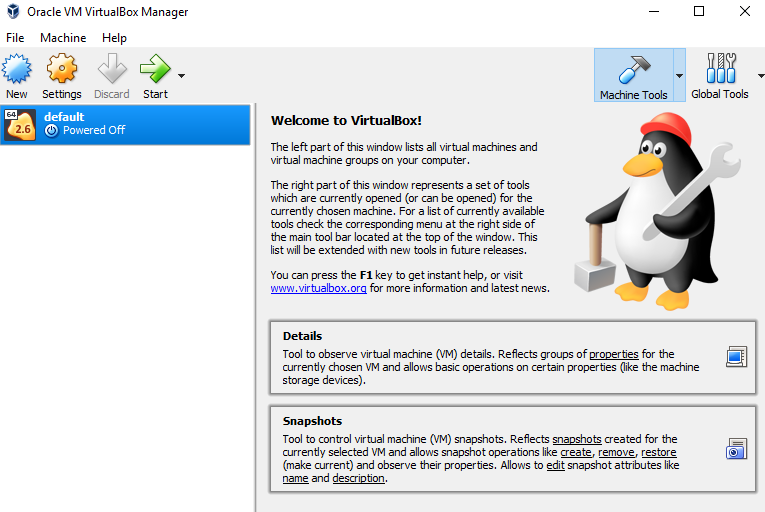 Oracle VM VirtualBox Manager
File Machine Help
New Settings Discard Start
Machine Tools Global Tools
64
2.6
default
Powered Off
Welcome to VirtualBox!
The left part of this window lists all virtual machines and
virtual machine groups on your computer.
The right part of this window represents a set of tools
which are currently opened (or can be opened) for the
currently chosen machine. For a list of currently available
tools check the corresponding menu at the right side of
the main tool bar located at the top of the window. This
list will be extended with new tools in future releases.
You can press the F1 key to get instant help, or visit
www.virtualbox.org for more information and latest news.
Details
Tool to observe virtual machine (VM) details. Reflects groups of properties for the
currently chosen VM and allows basic operations on certain properties (like the machine
storage devices).
Snapshots
Tool to control virtual machine (VM) snapshots. Reflects snapshots created for the
currently selected VM and allows snapshot operations like create, remove, restore
(make current) and observe their properties. Allows to edit snapshot attributes like
name and description.